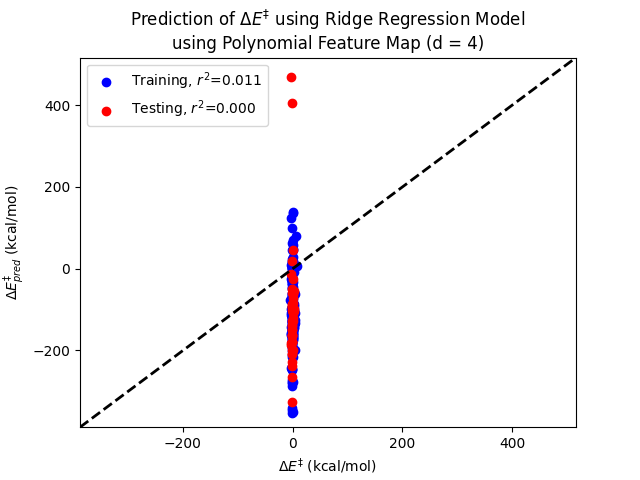 Prediction of ΔE‡ using Ridge Regression Model
using Polynomial Feature Map (d = 4)
Training, r²=0.011
Testing, r²=0.000
400
200
0
−200
ΔE‡pred (kcal/mol)
−200 0 200 400
ΔE‡ (kcal/mol)